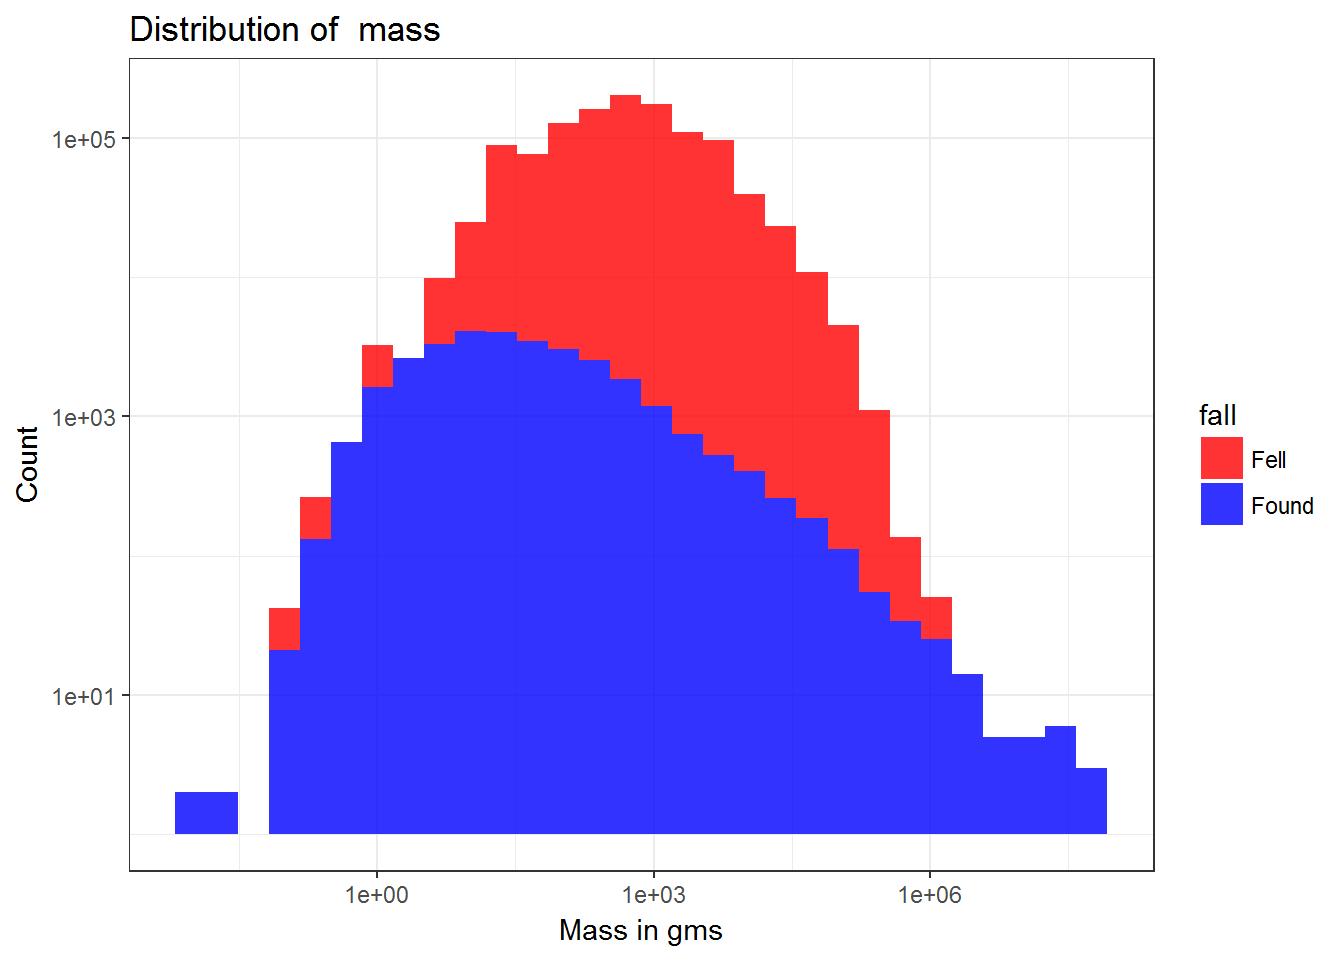 Distribution of  mass
1e+05
1e+03
1e+01
Count
1e+00
1e+03
1e+06
Mass in gms
fall
Fell
Found